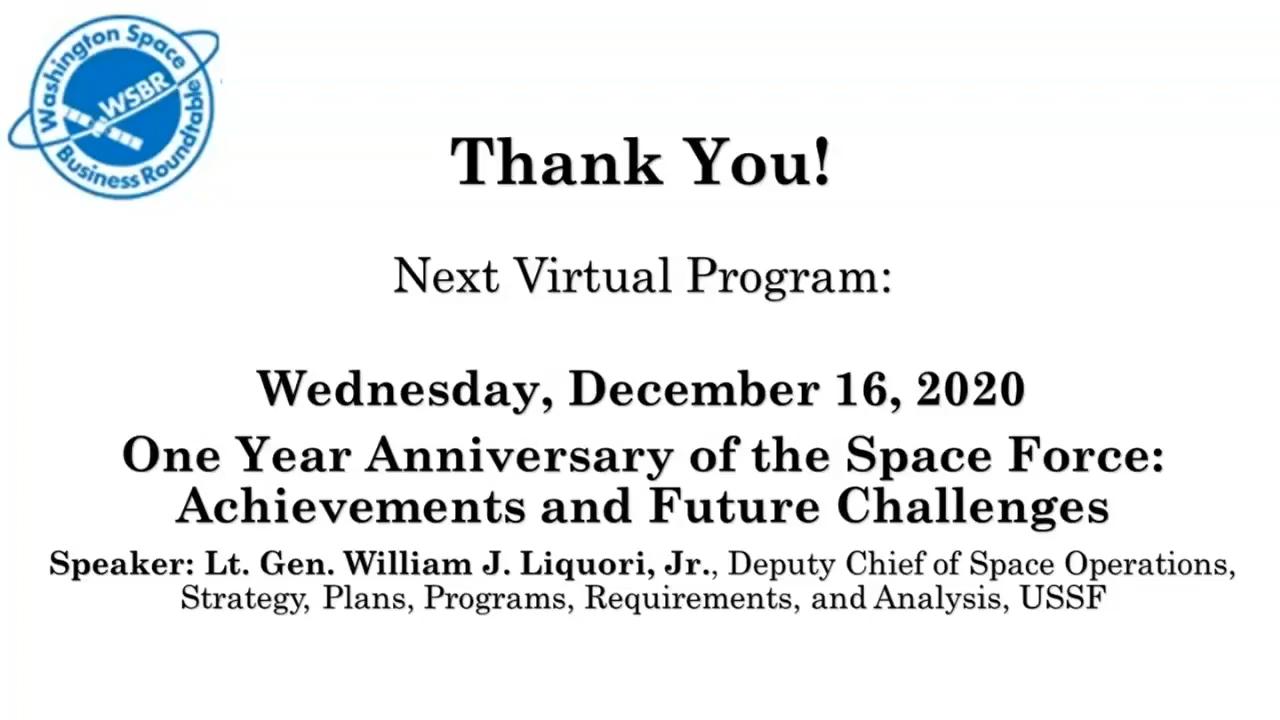 Washington Space
WSBR
Business Roundtable
Thank You!
Next Virtual Program:
Wednesday, December 16, 2020
One Year Anniversary of the Space Force:
Achievements and Future Challenges
Speaker: Lt. Gen. William J. Liquori, Jr., Deputy Chief of Space Operations,
Strategy, Plans, Programs, Requirements, and Analysis, USSF